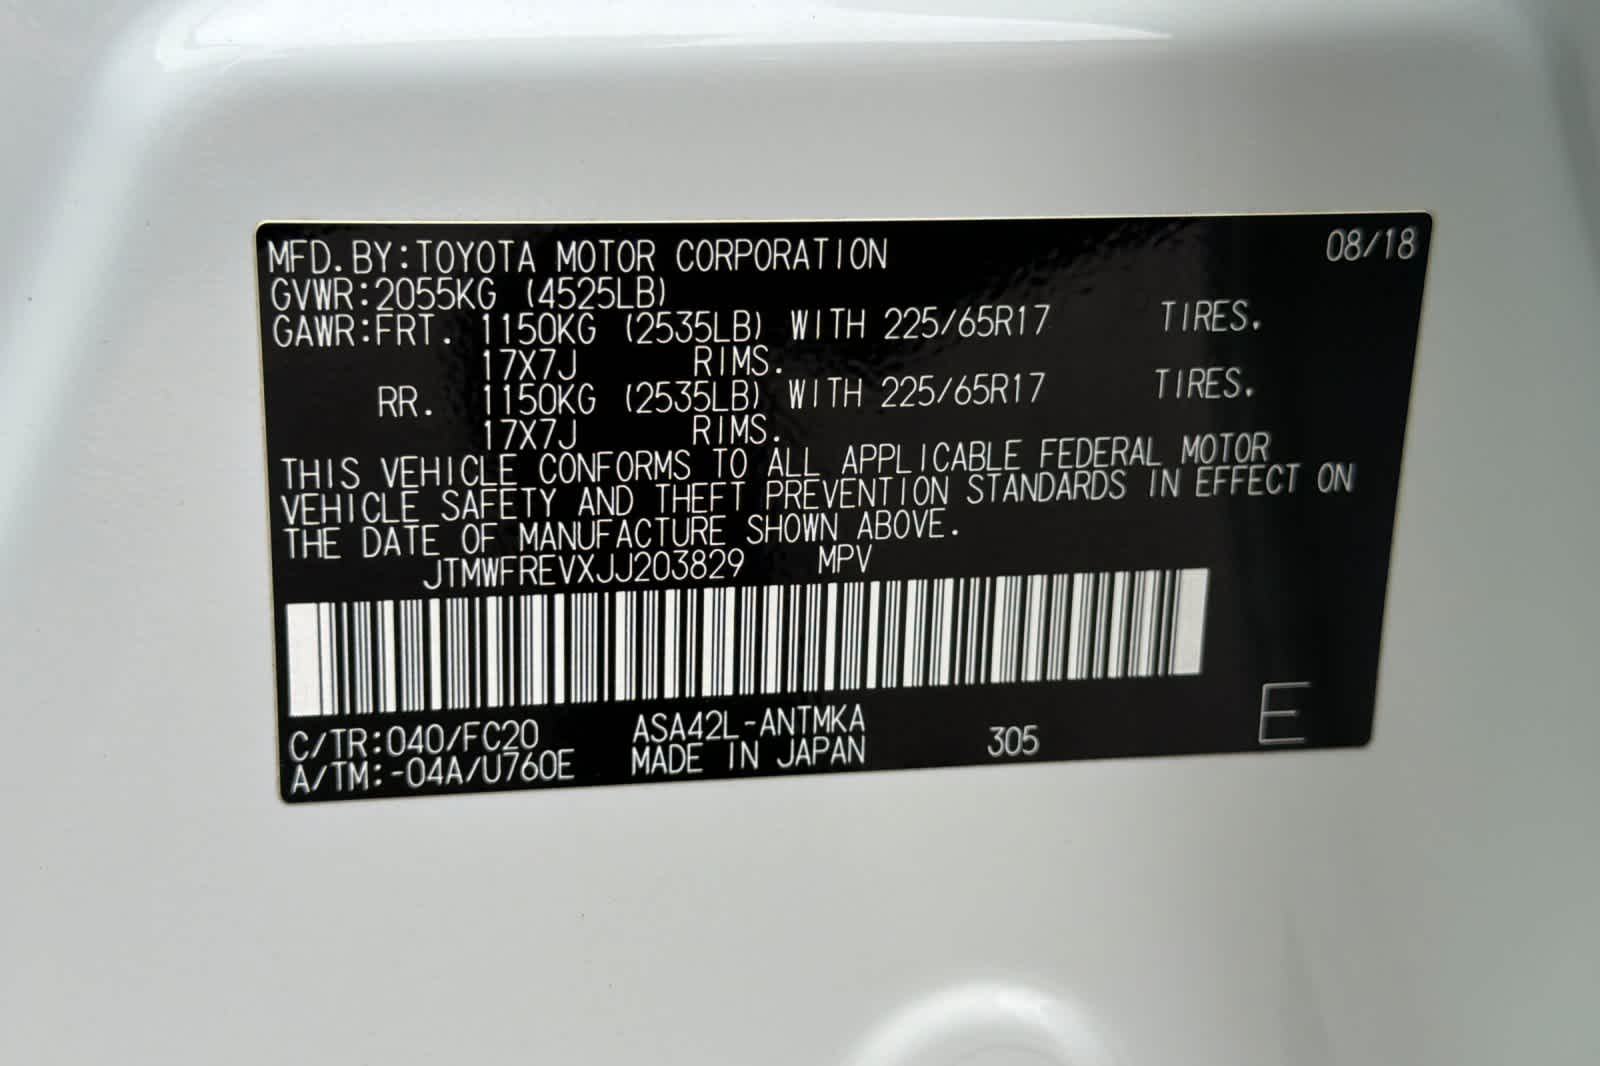 MFD.BY:TOYOTA MOTOR CORPORATION 08/18
GVWR:2055KG (4525LB)
GAWR:FRT. 1150KG (2535LB) WITH 225/65R17 TIRES.
17X7J RIMS.
RR. 1150KG (2535LB) WITH 225/65R17 TIRES.
17X7J RIMS.
THIS VEHICLE CONFORMS TO ALL APPLICABLE FEDERAL MOTOR
VEHICLE SAFETY AND THEFT PREVENTION STANDARDS IN EFFECT ON
THE DATE OF MANUFACTURE SHOWN ABOVE.
JTMWFREVXJJ203829 MPV
C/TR:040/FC20 ASA42L-ANTMKA
A/TM:-04A/U760E MADE IN JAPAN 305 E